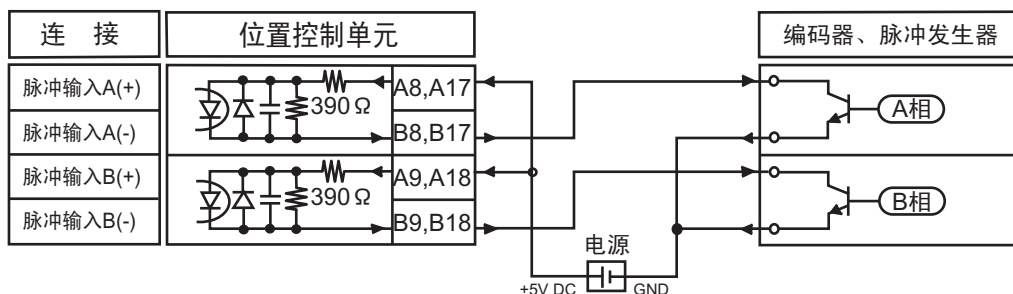 连 接 位置控制单元 编码器、脉冲发生器
脉冲输入A(+) A8,A17
390 Ω A相
脉冲输入A(-) B8,B17
脉冲输入B(+) A9,A18
390 Ω B相
脉冲输入B(-) B9,B18
电源
+5V DC GND